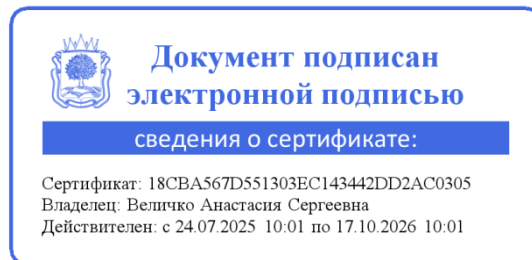 Документ подписан
электронной подписью
сведения о сертификате:
Сертификат: 18CBA567D551303EC143442DD2AC0305
Владелец: Величко Анастасия Сергеевна
Действителен: с 24.07.2025 10:01 по 17.10.2026 10:01